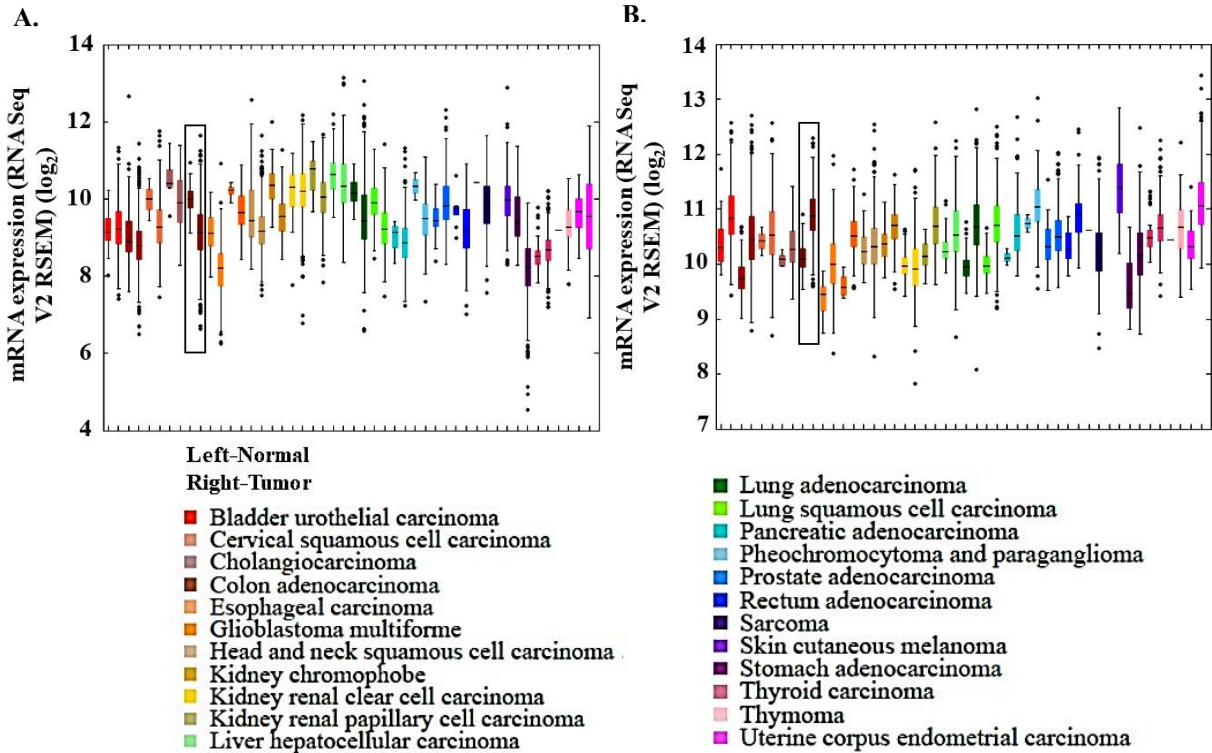 A.
mRNA expression (RNA Seq
V2 RSEM) (log2)
14
12
10
8
6
4
B.
mRNA expression (RNA Seq
V2 RSEM) (log2)
14
13
12
11
10
9
8
7
Left-Normal
Right-Tumor
Bladder urothelial carcinoma
Cervical squamous cell carcinoma
Cholangiocarcinoma
Colon adenocarcinoma
Esophageal carcinoma
Glioblastoma multiforme
Head and neck squamous cell carcinoma
Kidney chromophobe
Kidney renal clear cell carcinoma
Kidney renal papillary cell carcinoma
Liver hepatocellular carcinoma
Lung adenocarcinoma
Lung squamous cell carcinoma
Pancreatic adenocarcinoma
Pheochromocytoma and paraganglioma
Prostate adenocarcinoma
Rectum adenocarcinoma
Sarcoma
Skin cutaneous melanoma
Stomach adenocarcinoma
Thyroid carcinoma
Thymoma
Uterine corpus endometrial carcinoma